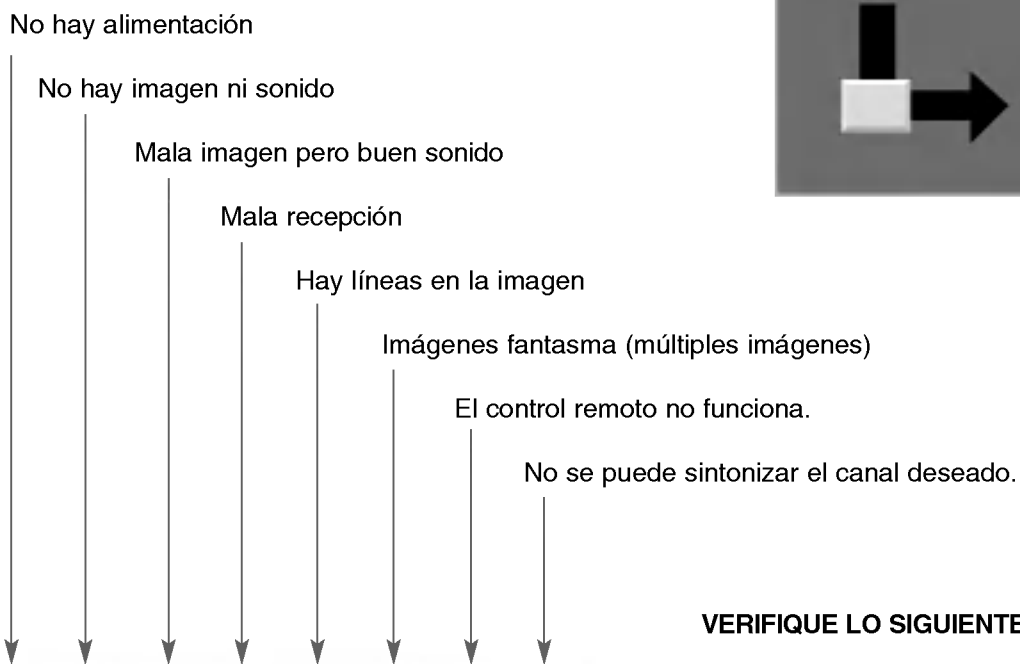 No hay alimentación
No hay imagen ni sonido
Mala imagen pero buen sonido
Mala recepción
Hay líneas en la imagen
Imágenes fantasma (múltiples imágenes)
El control remoto no funciona.
No se puede sintonizar el canal deseado.
VERIFIQUE LO SIGUIENTE